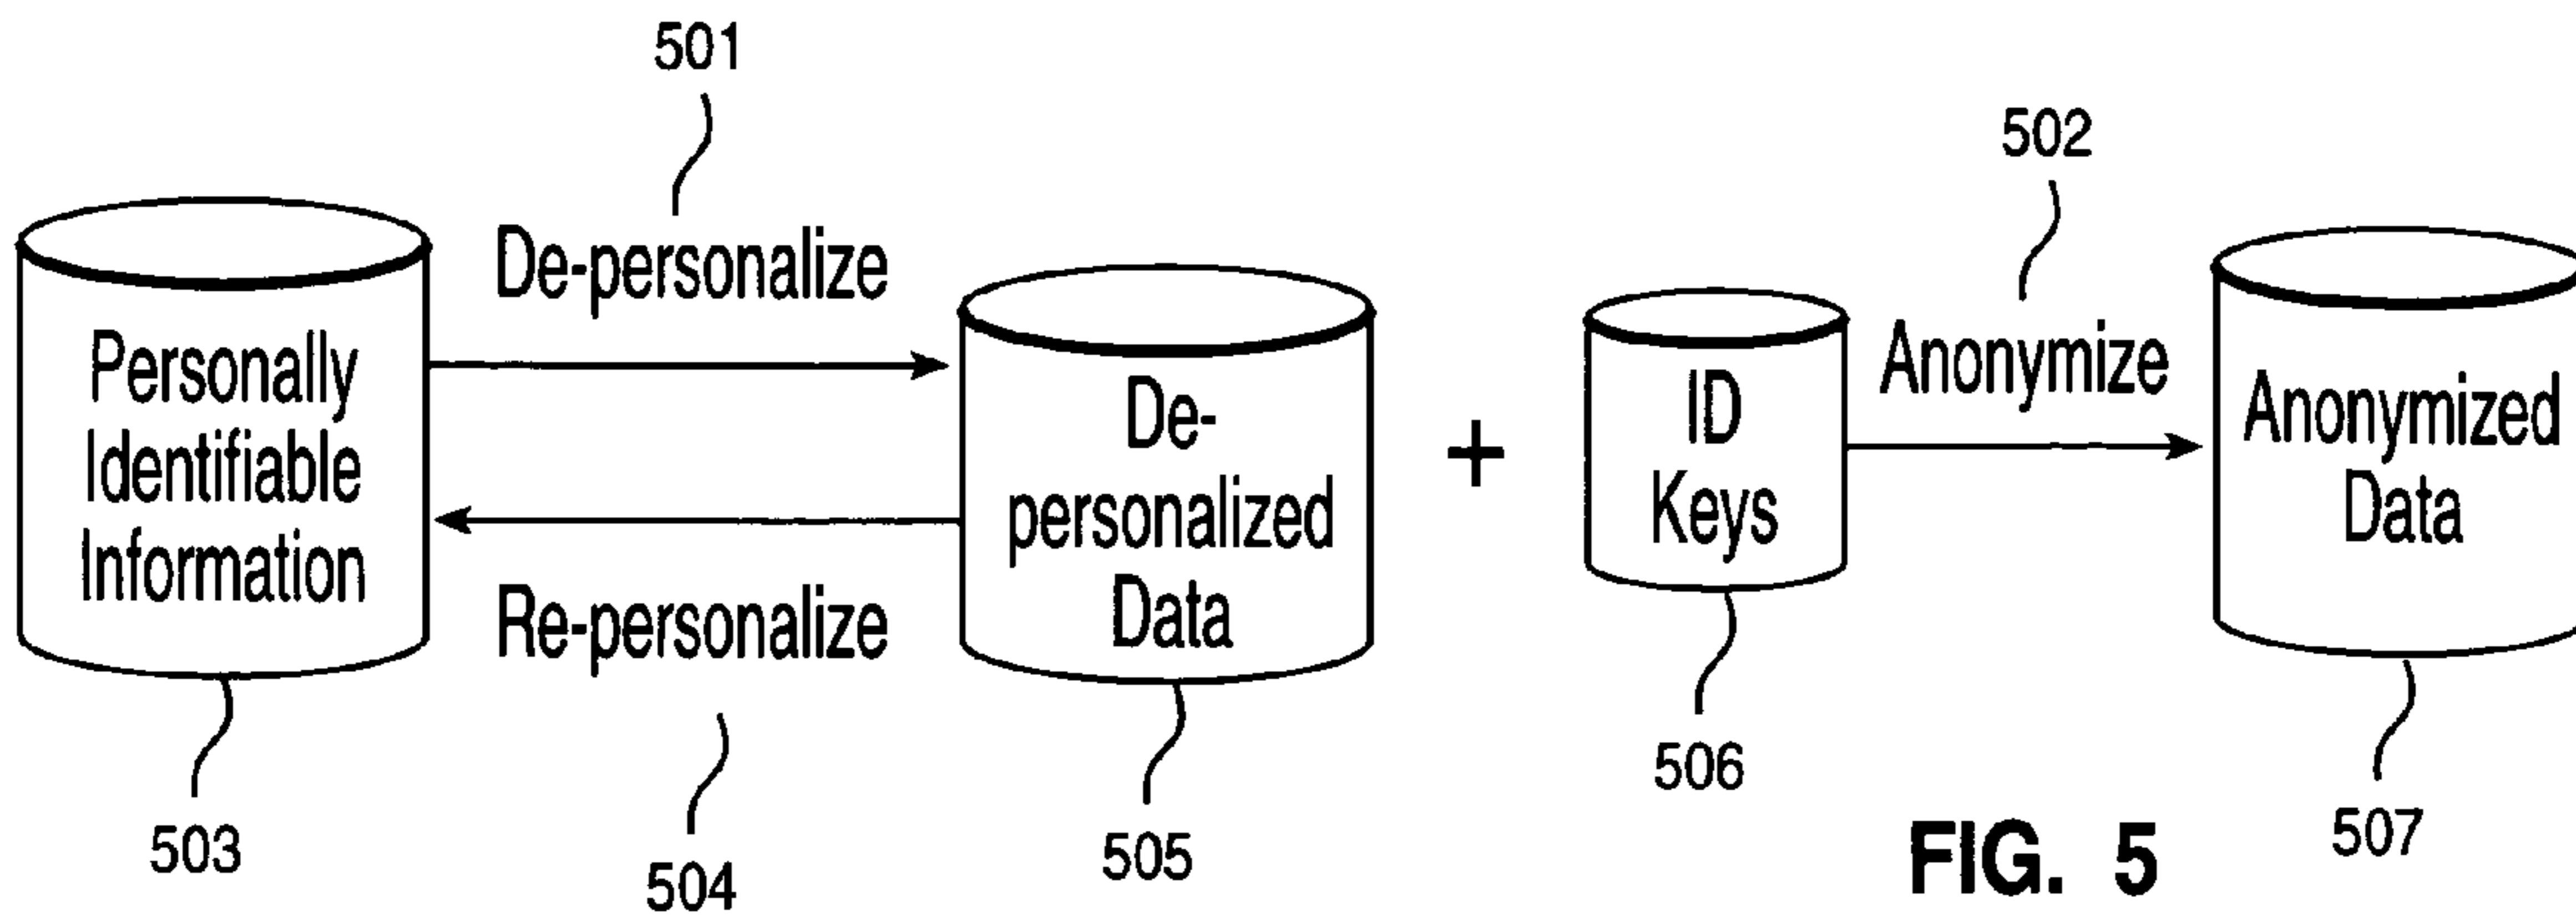 501
De-personalize
Personally
Identifiable
Information
Re-personalize
503
504
De-
personalized
Data
505
+
ID
Keys
506
502
Anonymize
Anonymized
Data
507
FIG. 5